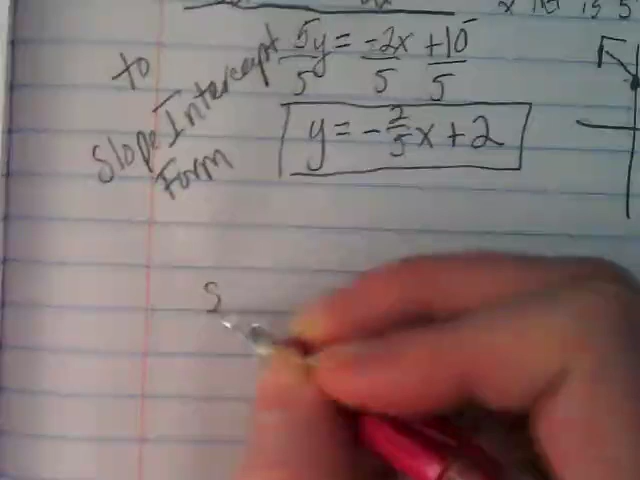 to
Slope Intercept
Form
5y = -2x +10
5 5 5
y = -2/5x + 2
S